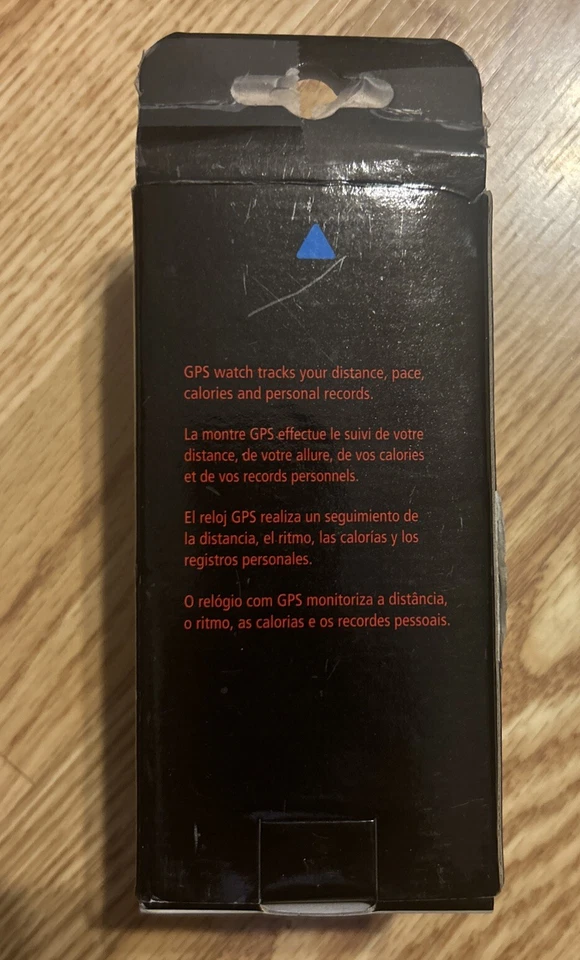 GPS watch tracks your distance, pace,
calories and personal records.
La montre GPS effectue le suivi de votre
distance, de votre allure, de vos calories
et de vos records personnels.
El reloj GPS realiza un seguimiento de
la distancia, el ritmo, las calorías y los
registros personales.
O relógio com GPS monitoriza a distância,
o ritmo, as calorias e os recordes pessoais.